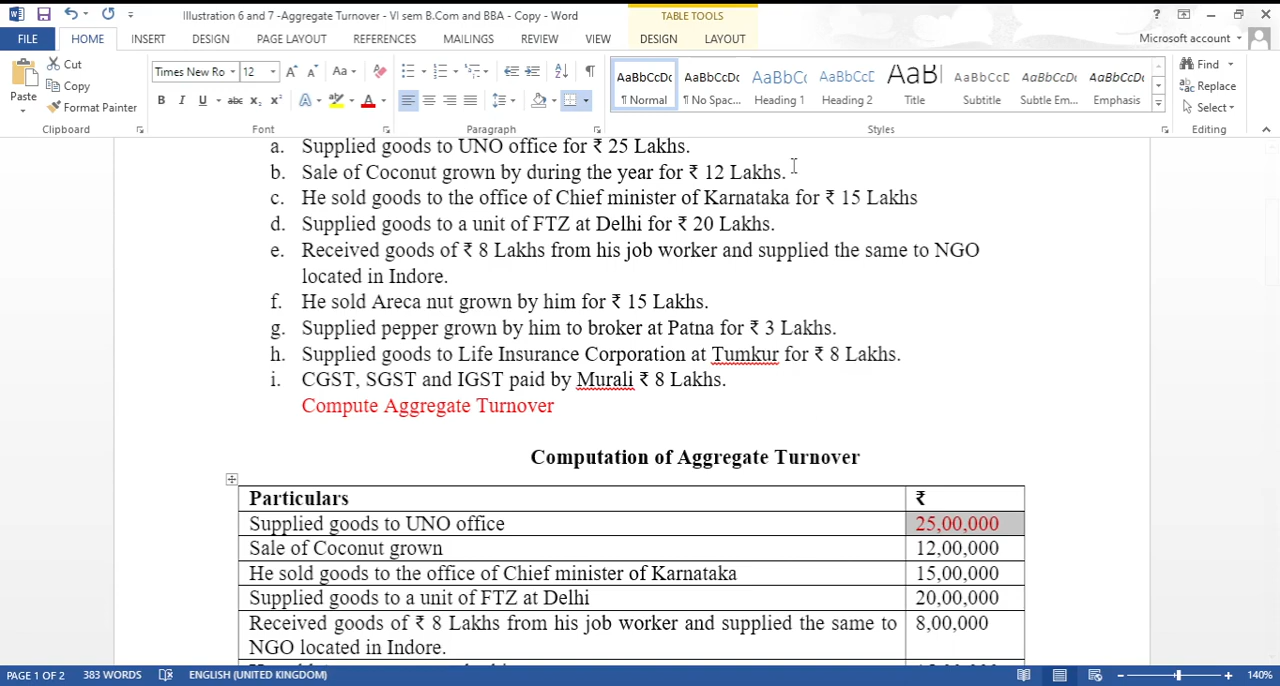 Illustration 6 and 7 -Aggregate Turnover - VI sem B.Com and BBA - Copy - Word
TABLE TOOLS
?
FILE
HOME
INSERT
DESIGN
PAGE LAYOUT
REFERENCES
MAILINGS
REVIEW
VIEW
DESIGN
LAYOUT
Microsoft account
Paste
Cut
Copy
Format Painter
Times New Ro
12
AaBbCcDc
¶ Normal
AaBbCcDc
¶ No Spac...
AaBbCc
Heading 1
AaBbCcD
Heading 2
AaB
Title
AaBbCcD
Subtitle
AaBbCcDc
Subtle Em...
AaBbCcDc
Emphasis
Find
Replace
Select
Clipboard
Font
Paragraph
Styles
Editing
a. Supplied goods to UNO office for ₹ 25 Lakhs.
b. Sale of Coconut grown by during the year for ₹ 12 Lakhs.
c. He sold goods to the office of Chief minister of Karnataka for ₹ 15 Lakhs
d. Supplied goods to a unit of FTZ at Delhi for ₹ 20 Lakhs.
e. Received goods of ₹ 8 Lakhs from his job worker and supplied the same to NGO
located in Indore.
f. He sold Areca nut grown by him for ₹ 15 Lakhs.
g. Supplied pepper grown by him to broker at Patna for ₹ 3 Lakhs.
h. Supplied goods to Life Insurance Corporation at Tumkur for ₹ 8 Lakhs.
i. CGST, SGST and IGST paid by Murali ₹ 8 Lakhs.
Compute Aggregate Turnover
Computation of Aggregate Turnover
Particulars ₹
Supplied goods to UNO office 25,00,000
Sale of Coconut grown 12,00,000
He sold goods to the office of Chief minister of Karnataka 15,00,000
Supplied goods to a unit of FTZ at Delhi 20,00,000
Received goods of ₹ 8 Lakhs from his job worker and supplied the same to 8,00,000
NGO located in Indore.
PAGE 1 OF 2
383 WORDS
ENGLISH (UNITED KINGDOM)
140%